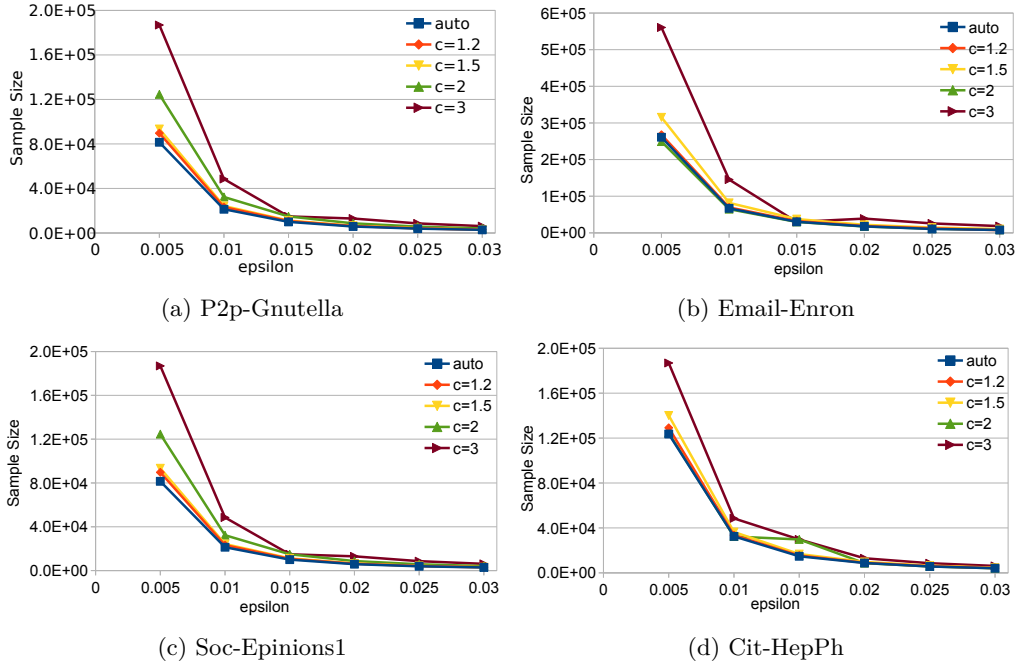 2.0E+05
1.6E+05
1.2E+05
8.0E+04
4.0E+04
0.0E+00
Sample Size
0 0.005 0.01 0.015 0.02 0.025 0.03
epsilon
auto
c=1.2
c=1.5
c=2
c=3
(a) P2p-Gnutella
6E+05
5E+05
4E+05
3E+05
2E+05
1E+05
0E+00
Sample Size
0 0.005 0.01 0.015 0.02 0.025 0.03
epsilon
auto
c=1.2
c=1.5
c=2
c=3
(b) Email-Enron
2.0E+05
1.6E+05
1.2E+05
8.0E+04
4.0E+04
0.0E+00
Sample Size
0 0.005 0.01 0.015 0.02 0.025 0.03
epsilon
auto
c=1.2
c=1.5
c=2
c=3
(c) Soc-Epinions1
2.0E+05
1.6E+05
1.2E+05
8.0E+04
4.0E+04
0.0E+00
Sample Size
0 0.005 0.01 0.015 0.02 0.025 0.03
epsilon
auto
c=1.2
c=1.5
c=2
c=3
(d) Cit-HepPh